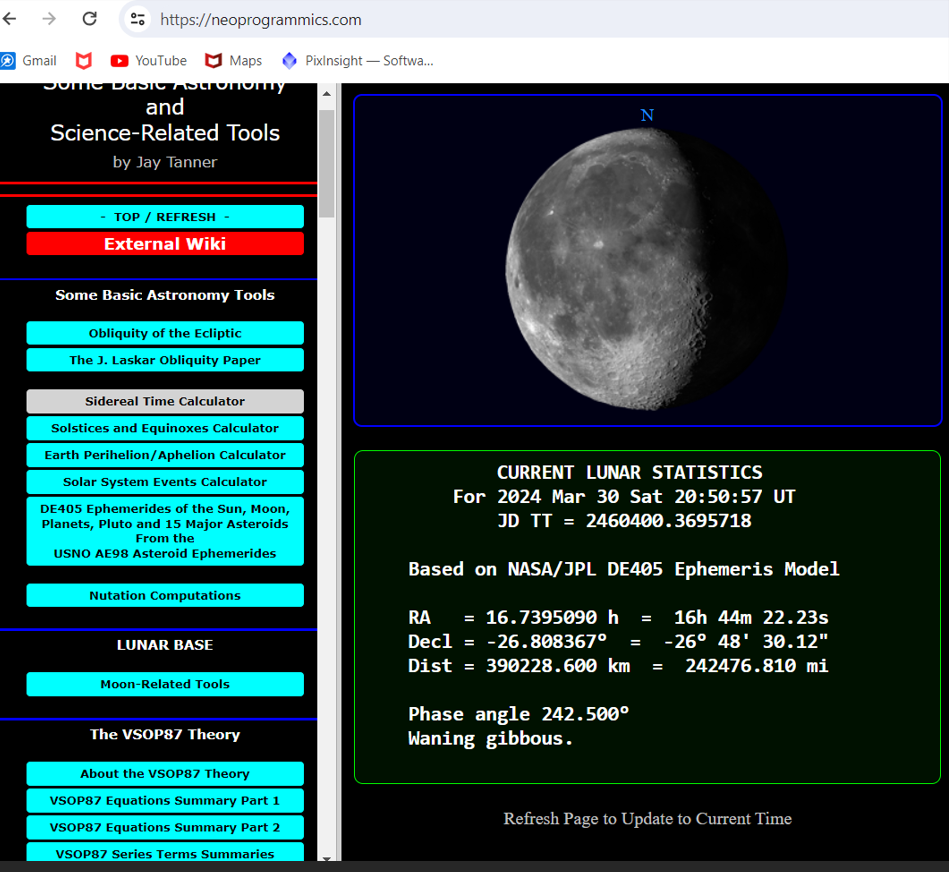 https://neoprogrammics.com
Gmail YouTube Maps PixInsight — Softwa...
Some Basic Astronomy
and
Science-Related Tools
by Jay Tanner
- TOP / REFRESH -
External Wiki
Some Basic Astronomy Tools
Obliquity of the Ecliptic
The J. Laskar Obliquity Paper
Sidereal Time Calculator
Solstices and Equinoxes Calculator
Earth Perihelion/Aphelion Calculator
Solar System Events Calculator
DE405 Ephemeris of the Sun, Moon,
Planets, Pluto and 15 Major Asteroids
From the
USNO AE98 Asteroid Ephemerides
Nutation Computations
LUNAR BASE
Moon-Related Tools
The VSOP87 Theory
About the VSOP87 Theory
VSOP87 Equations Summary Part 1
VSOP87 Equations Summary Part 2
VSOP87 Series Terms Summaries
N
CURRENT LUNAR STATISTICS
For 2024 Mar 30 Sat 20:50:57 UT
JD TT = 2460400.3695718
Based on NASA/JPL DE405 Ephemeris Model
RA = 16.7395090 h = 16h 44m 22.23s
Decl = -26.808367° = -26° 48' 30.12"
Dist = 390228.600 km = 242476.810 mi
Phase angle 242.500°
Waning gibbous.
Refresh Page to Update to Current Time